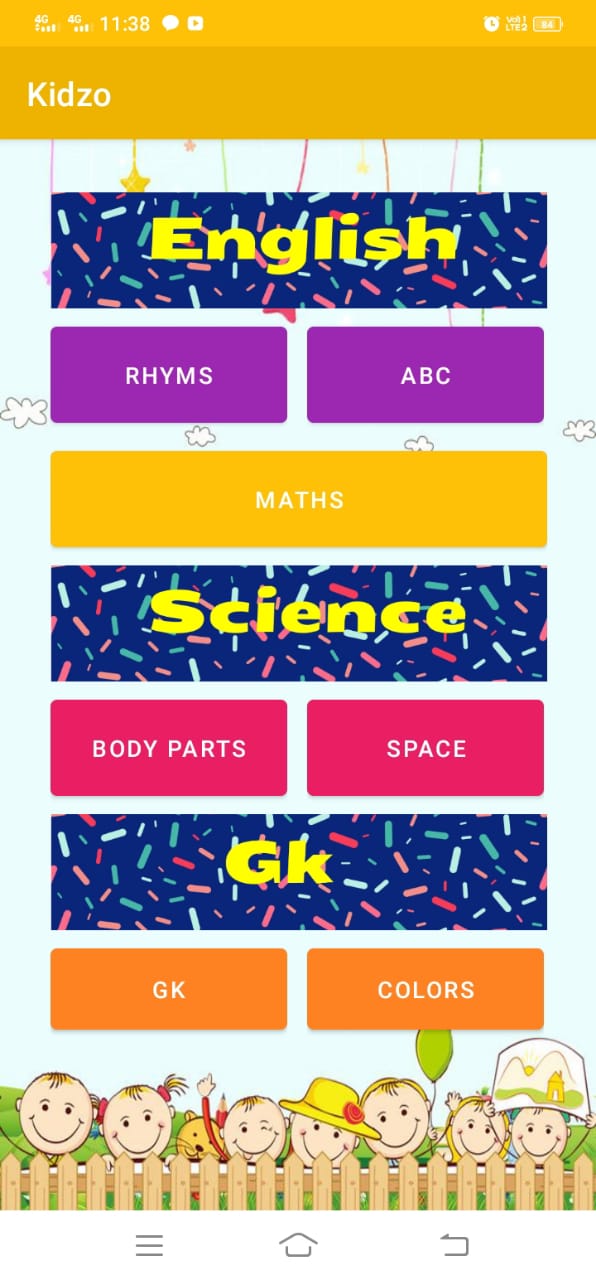 4G 4G 11:38 Vo) 1 LTE2 84
Kidzo
English
RHYMS ABC
MATHS
Science
BODY PARTS SPACE
Gk
GK COLORS